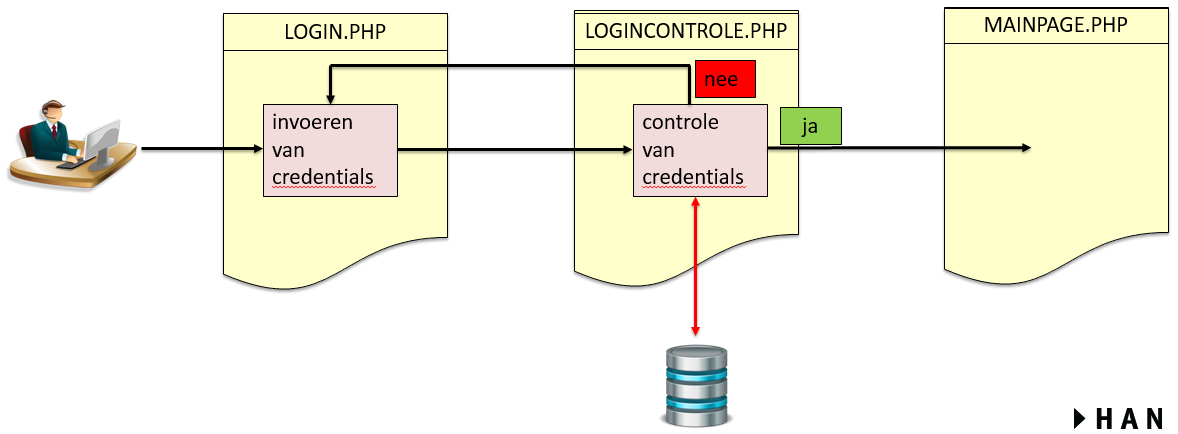 LOGIN.PHP
LOGINCONTROLE.PHP
MAINPAGE.PHP
nee
invoeren
van
credentials
controle
van
credentials
ja
HAN